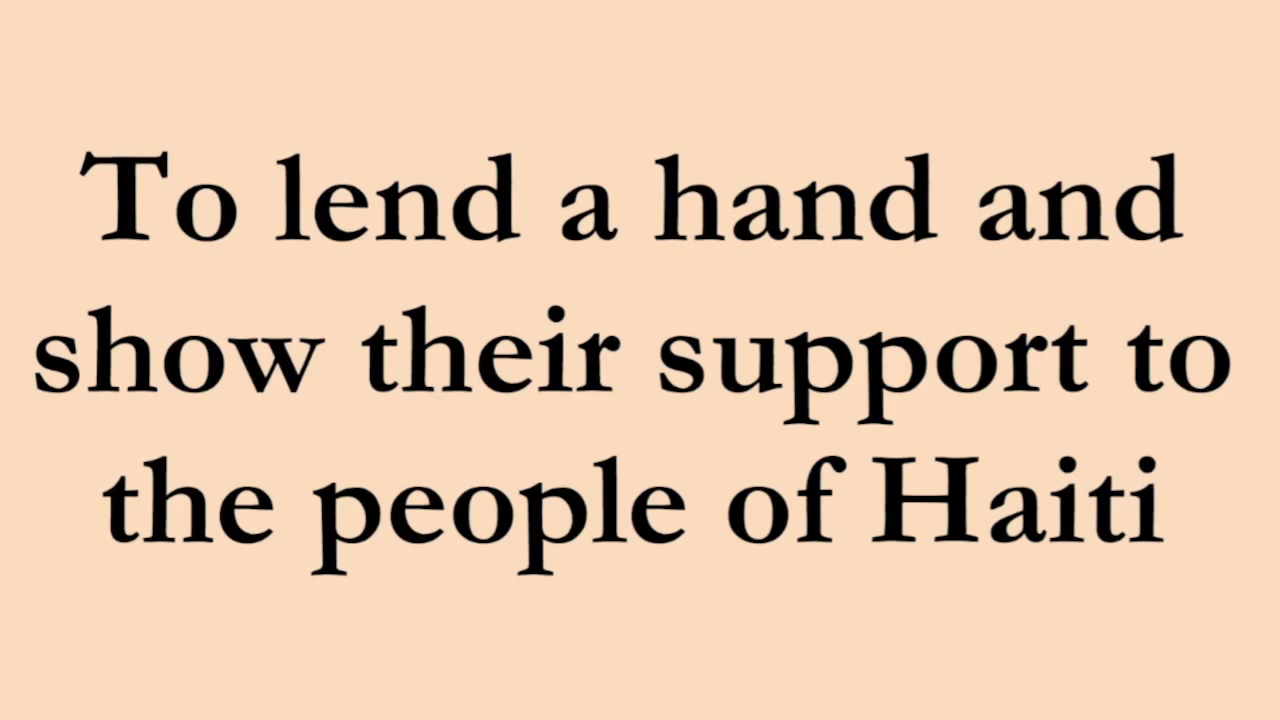 To lend a hand and
show their support to
the people of Haiti